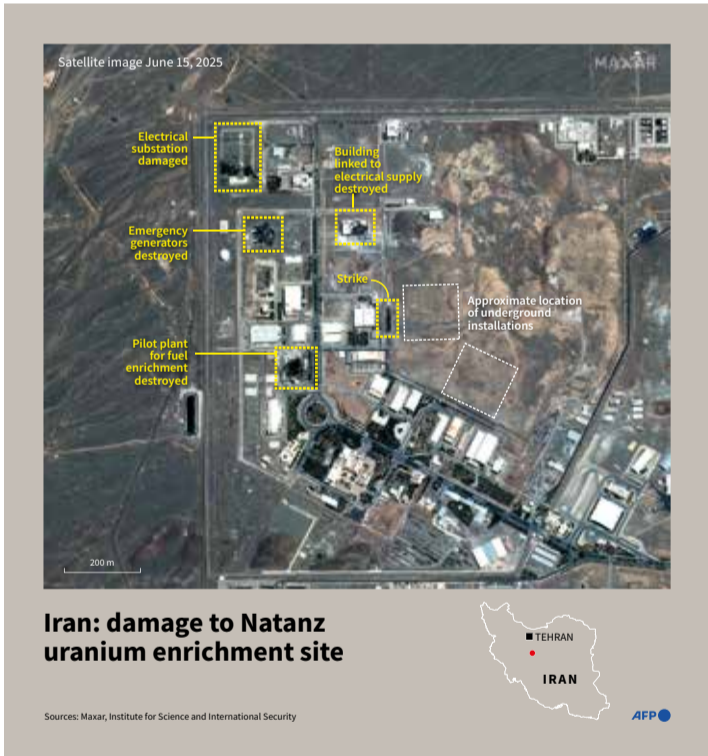 Satellite image June 15, 2025
MAXAR
Electrical
substation
damaged
Building
linked to
electrical supply
destroyed
Emergency
generators
destroyed
Strike
Approximate location
of underground
installations
Pilot plant
for fuel
enrichment
destroyed
200 m
Iran: damage to Natanz
uranium enrichment site
TEHRAN
IRAN
Sources: Maxar, Institute for Science and International Security
AFP